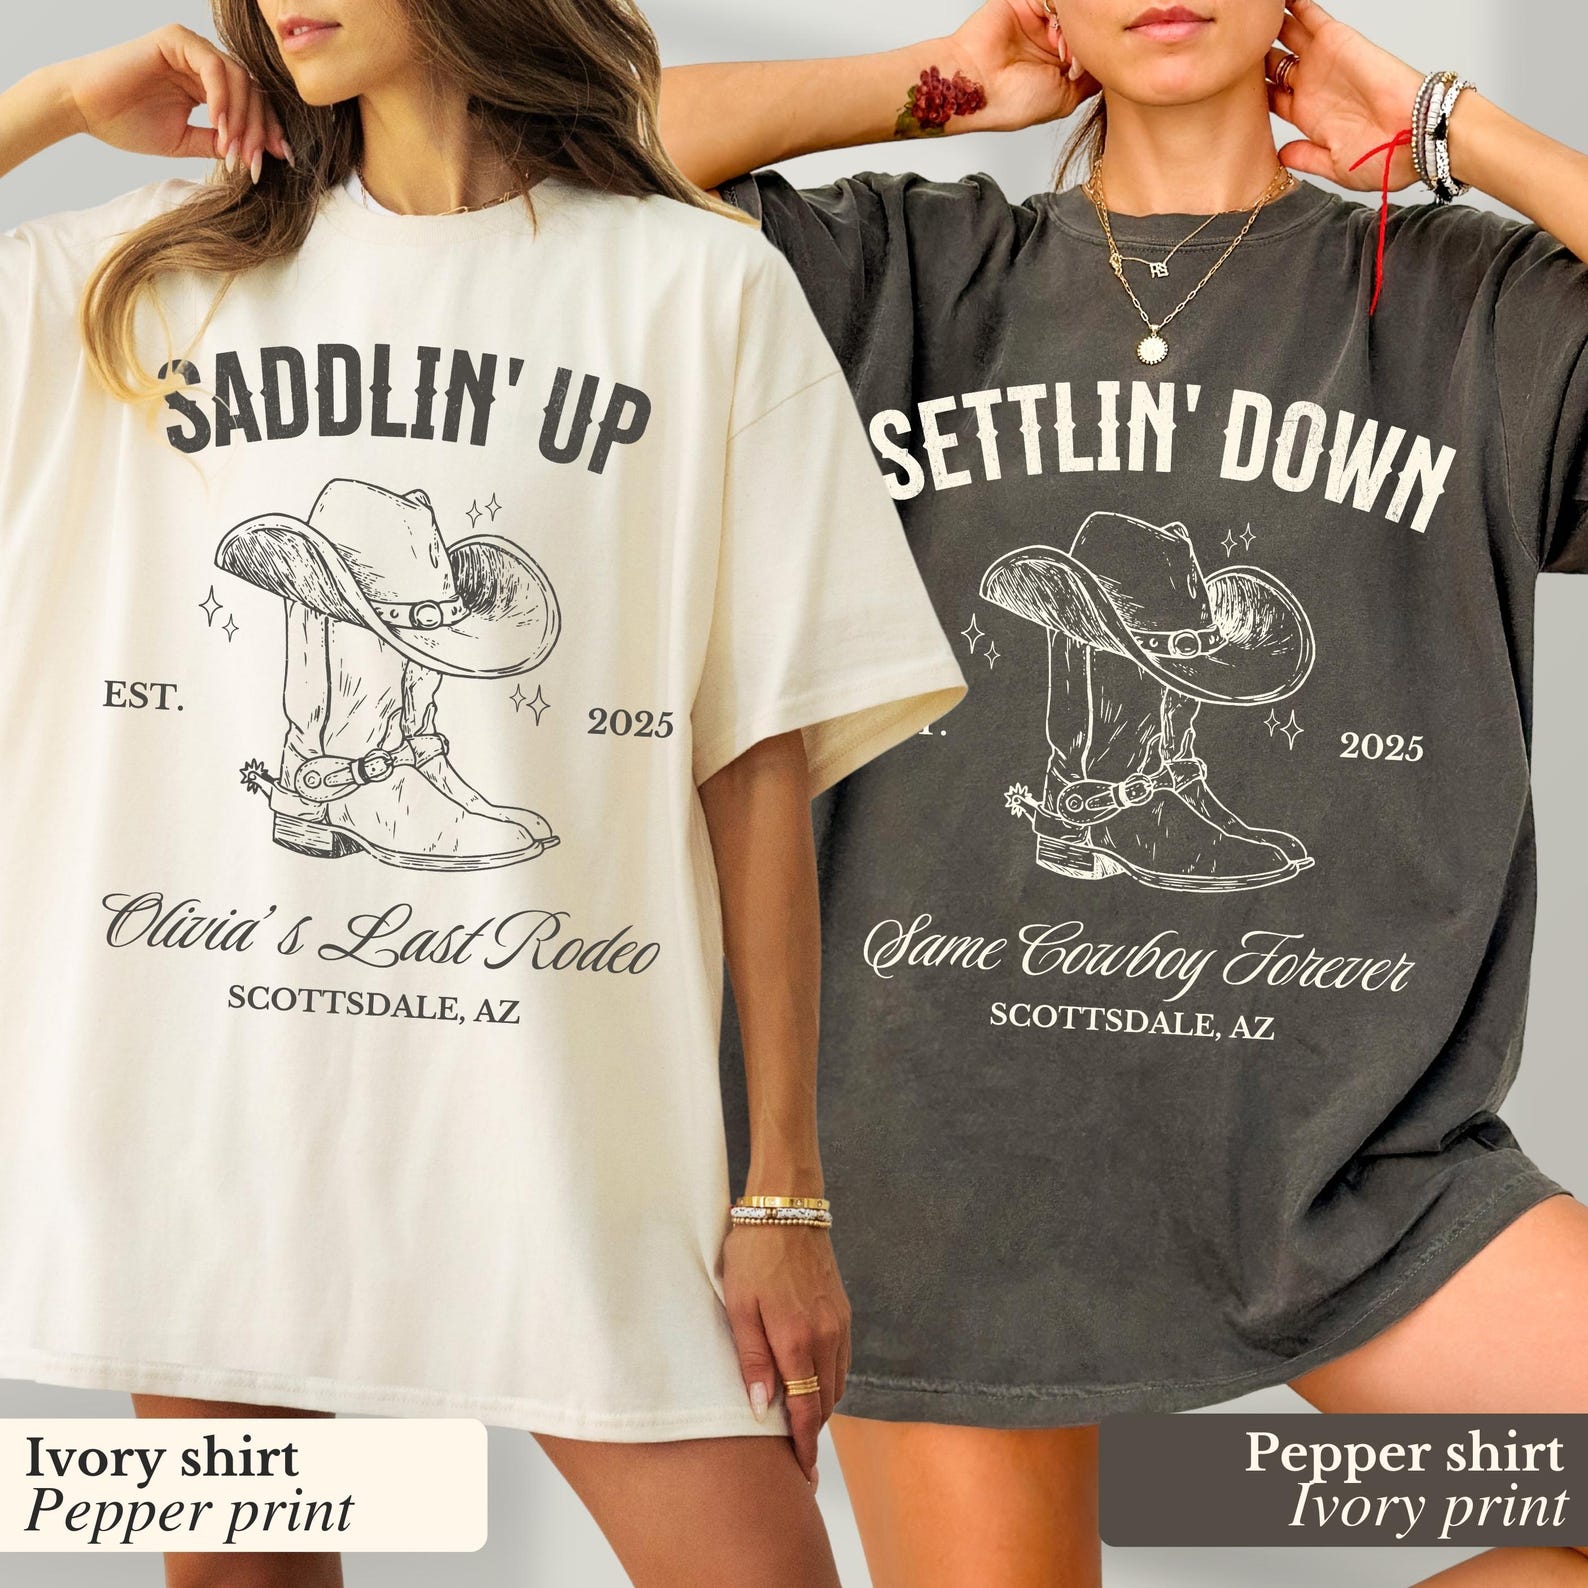 SADDLIN' UP
EST.
2025
Olivia's Last Rodeo
SCOTTSDALE, AZ
SETTLIN' DOWN
2025
Same Cowboy Forever
SCOTTSDALE, AZ
Ivory shirt
Pepper print
Pepper shirt
Ivory print